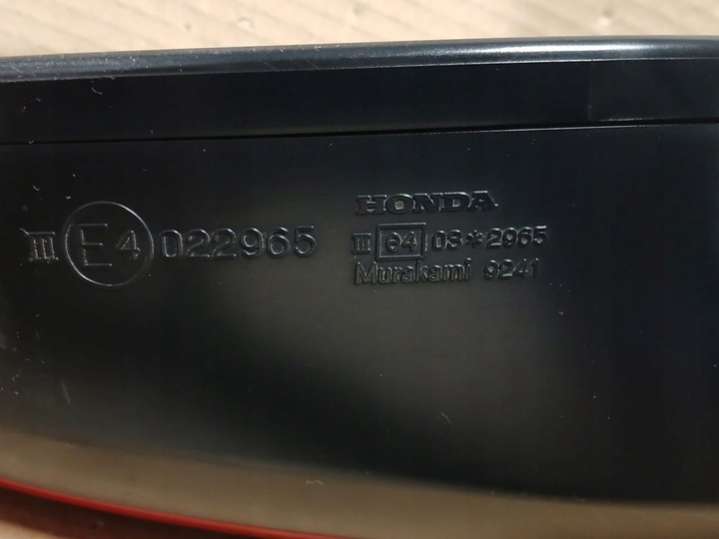 III E4 022965
HONDA
III e4 03*2965
Murakami 9241